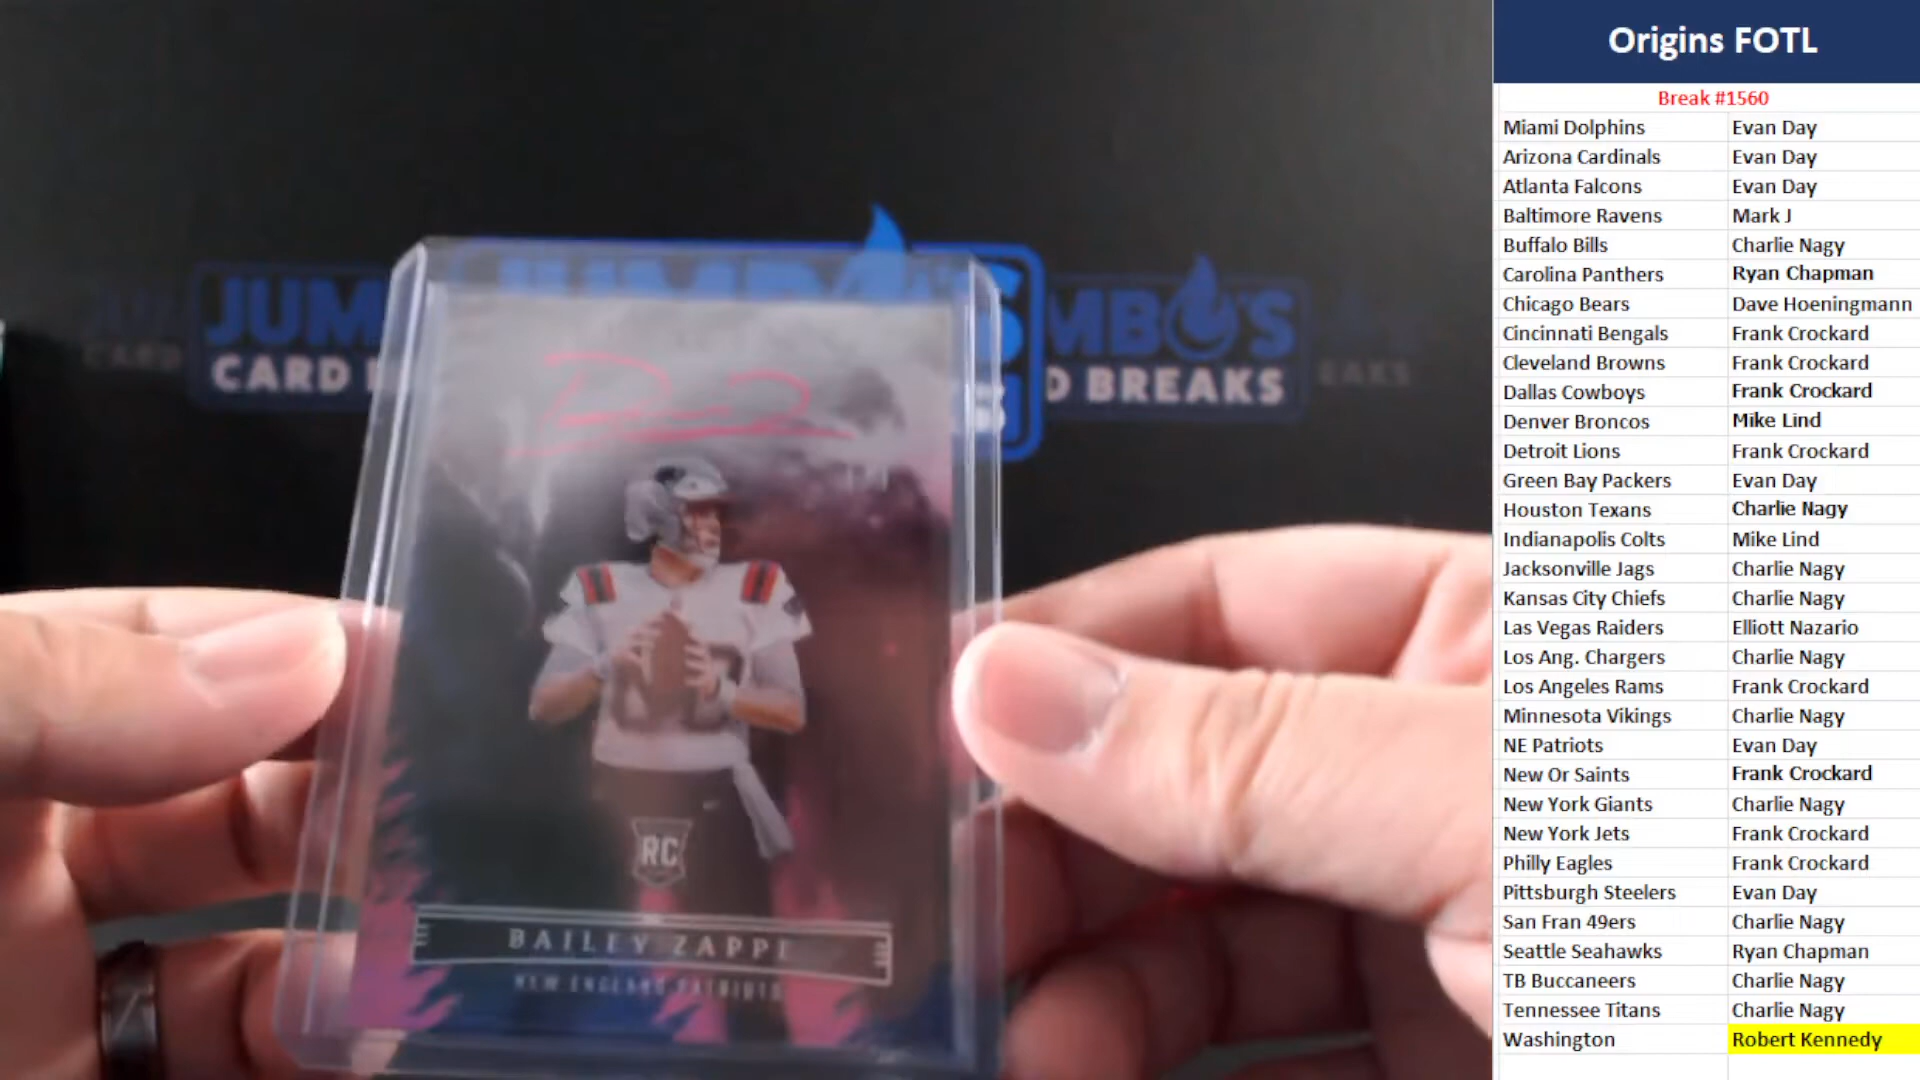 Origins FOTL
Break #1560
Miami Dolphins Evan Day
Arizona Cardinals Evan Day
Atlanta Falcons Evan Day
Baltimore Ravens Mark J
Buffalo Bills Charlie Nagy
Carolina Panthers Ryan Chapman
Chicago Bears Dave Hoeningmann
Cincinnati Bengals Frank Crockard
Cleveland Browns Frank Crockard
Dallas Cowboys Frank Crockard
Denver Broncos Mike Lind
Detroit Lions Frank Crockard
Green Bay Packers Evan Day
Houston Texans Charlie Nagy
Indianapolis Colts Mike Lind
Jacksonville Jags Charlie Nagy
Kansas City Chiefs Charlie Nagy
Las Vegas Raiders Elliott Nazario
Los Ang. Chargers Charlie Nagy
Los Angeles Rams Frank Crockard
Minnesota Vikings Charlie Nagy
NE Patriots Evan Day
New Or Saints Frank Crockard
New York Giants Charlie Nagy
New York Jets Frank Crockard
Philly Eagles Frank Crockard
Pittsburgh Steelers Evan Day
San Fran 49ers Charlie Nagy
Seattle Seahawks Ryan Chapman
TB Buccaneers Charlie Nagy
Tennessee Titans Charlie Nagy
Washington Robert Kennedy
CARD BREAKS
RC
BAILEY ZAPPE
NEW ENGLAND PATRIOTS